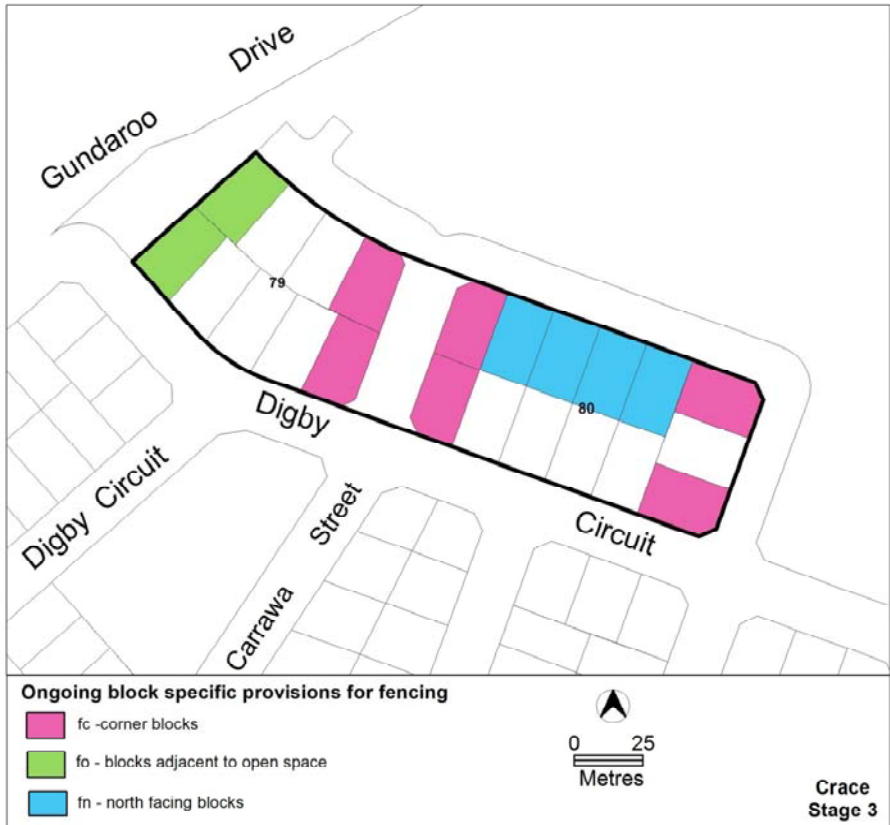 Gundaroo Drive
79
80
Digby Circuit
Digby Circuit
Carrawa Street
Ongoing block specific provisions for fencing
fc -corner blocks
fo - blocks adjacent to open space
fn - north facing blocks
0 25
Metres
Crace
Stage 3